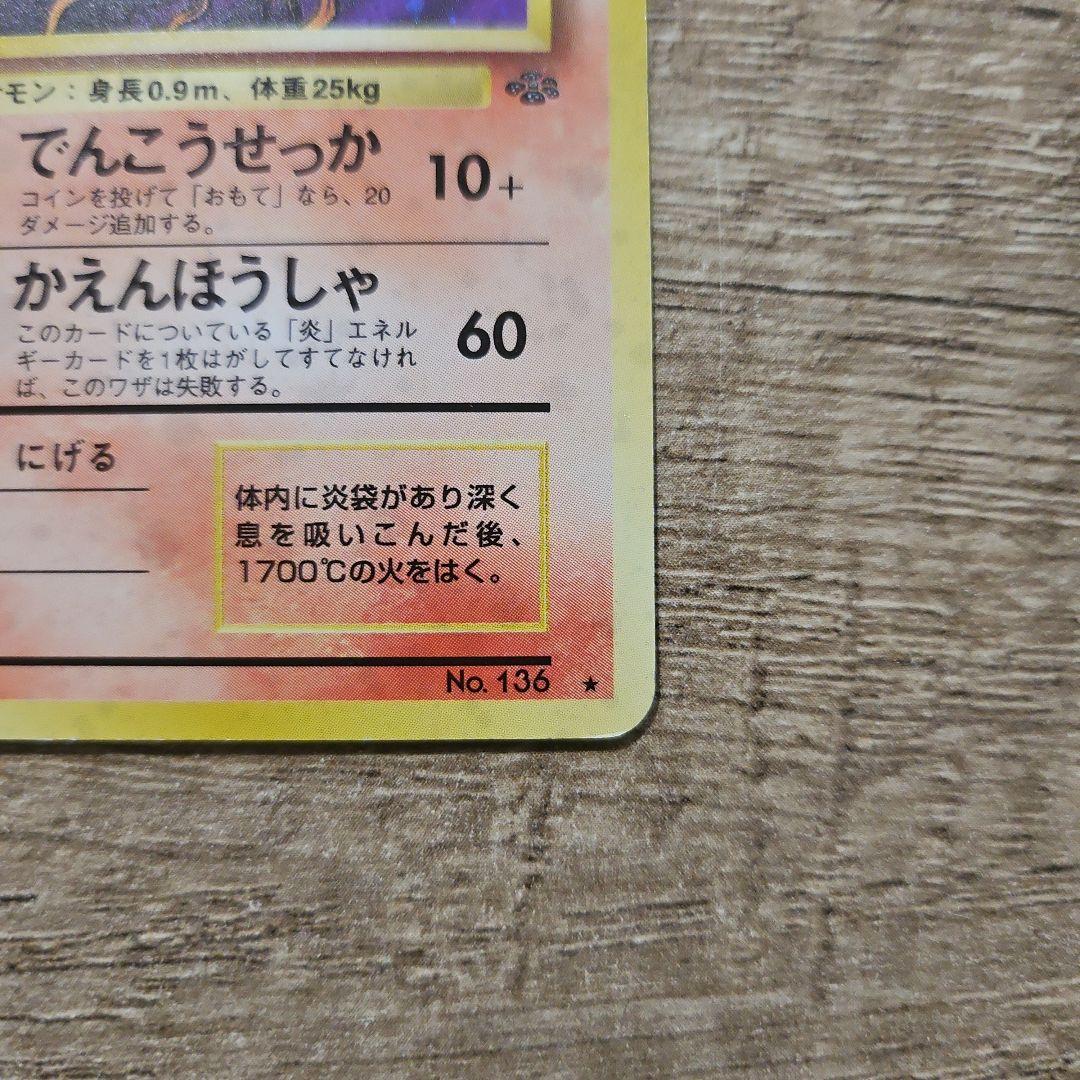 モン：身長0.9m、体重25kg
でんこうせっか 10+
コインを投げて「おもて」なら、20
ダメージ追加する。
かえんほうしゃ 60
このカードについている「炎」エネル
ギーカードを1枚はがしてすてなけれ
ば、このワザは失敗する。
にげる
体内に炎袋があり深く
息を吸いこんだ後、
1700℃の火をはく。
No. 136 ★